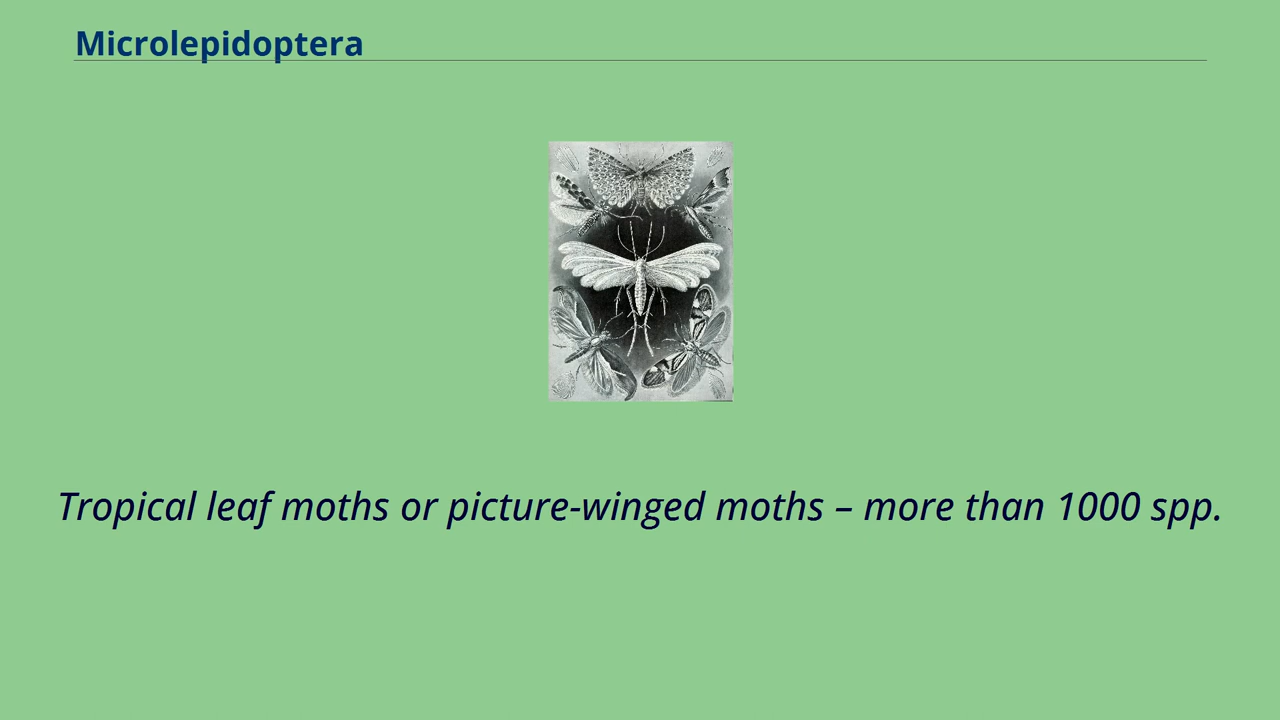 Microlepidoptera
Tropical leaf moths or picture-winged moths – more than 1000 spp.